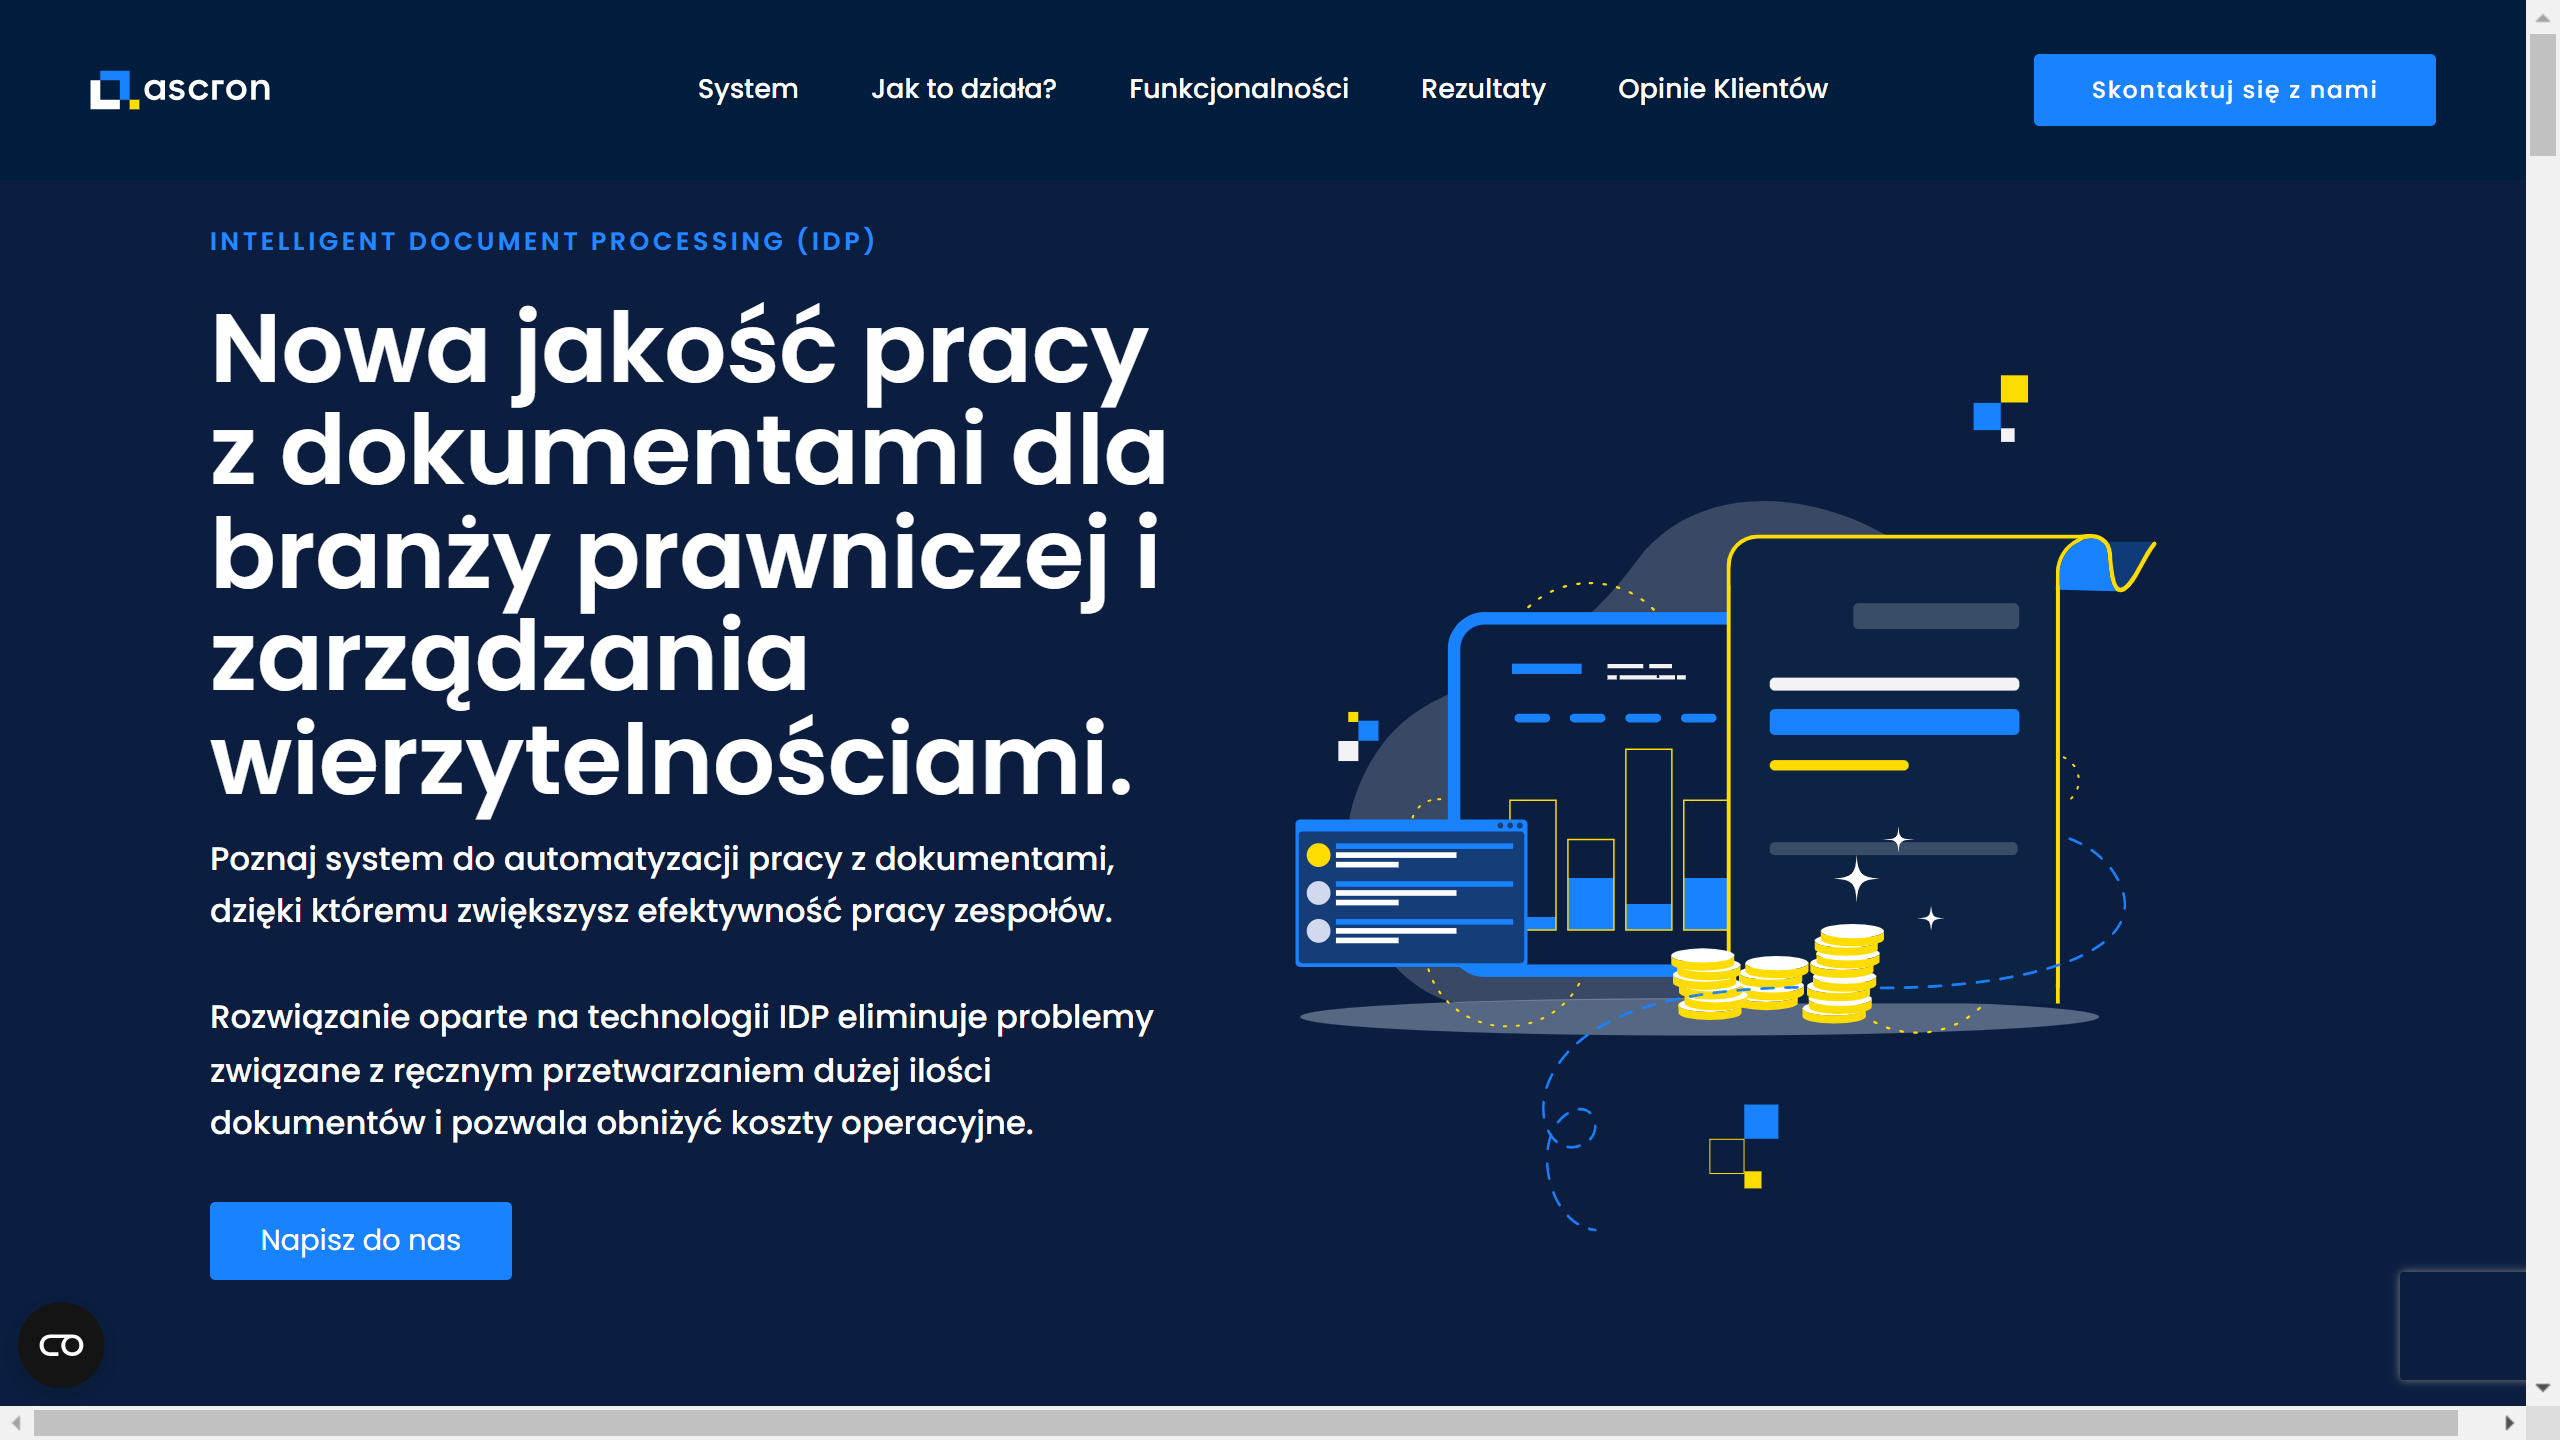 ascron
System
Jak to działa?
Funkcjonalności
Rezultaty
Opinie Klientów
Skontaktuj się z nami
INTELLIGENT DOCUMENT PROCESSING (IDP)
Nowa jakość pracy
z dokumentami dla
branży prawniczej i
zarządzania
wierzytelnościami.
Poznaj system do automatyzacji pracy z dokumentami,
dzięki któremu zwiększysz efektywność pracy zespołów.
Rozwiązanie oparte na technologii IDP eliminuje problemy
związane z ręcznym przetwarzaniem dużej ilości
dokumentów i pozwala obniżyć koszty operacyjne.
Napisz do nas